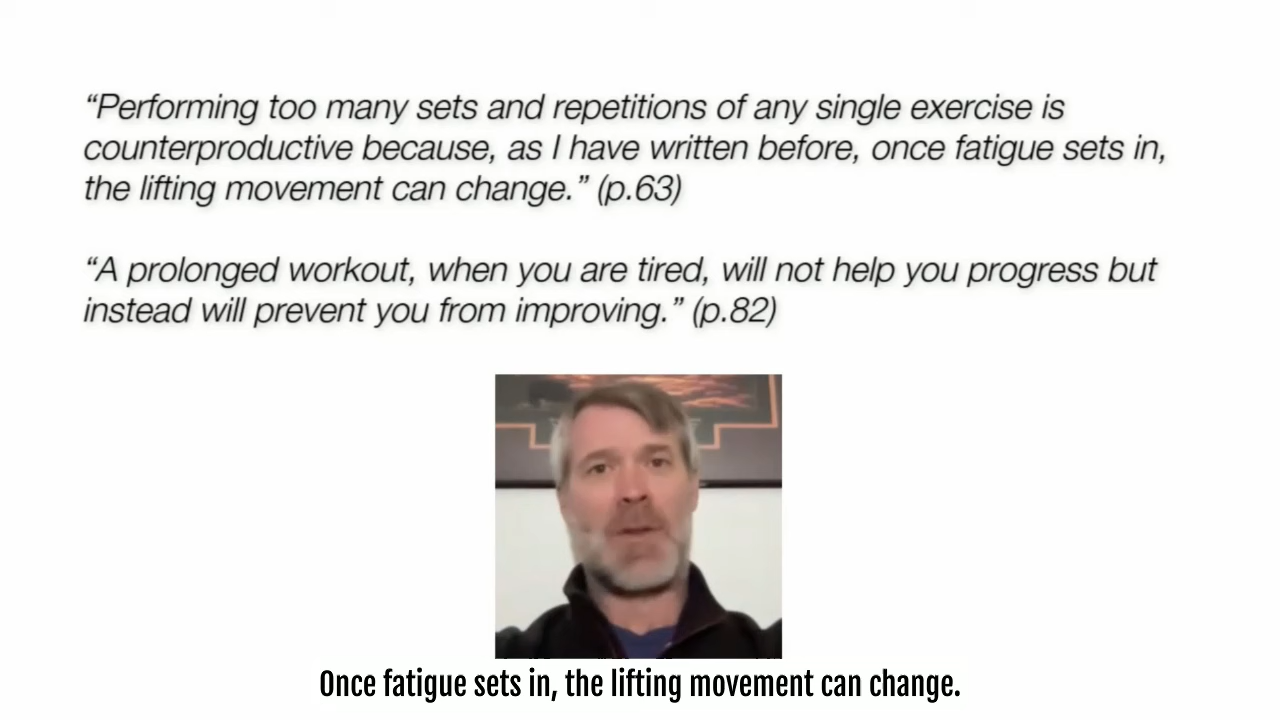 “Performing too many sets and repetitions of any single exercise is
counterproductive because, as I have written before, once fatigue sets in,
the lifting movement can change.” (p.63)
“A prolonged workout, when you are tired, will not help you progress but
instead will prevent you from improving.” (p.82)
Once fatigue sets in, the lifting movement can change.